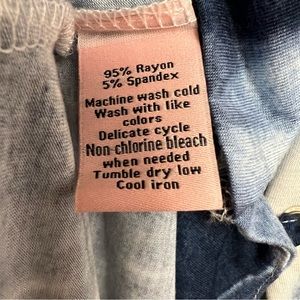 95% Rayon
5% Spandex
Machine wash cold
Wash with like
colors
Delicate cycle
Non-chlorine bleach
when needed
Tumble dry low
Cool iron